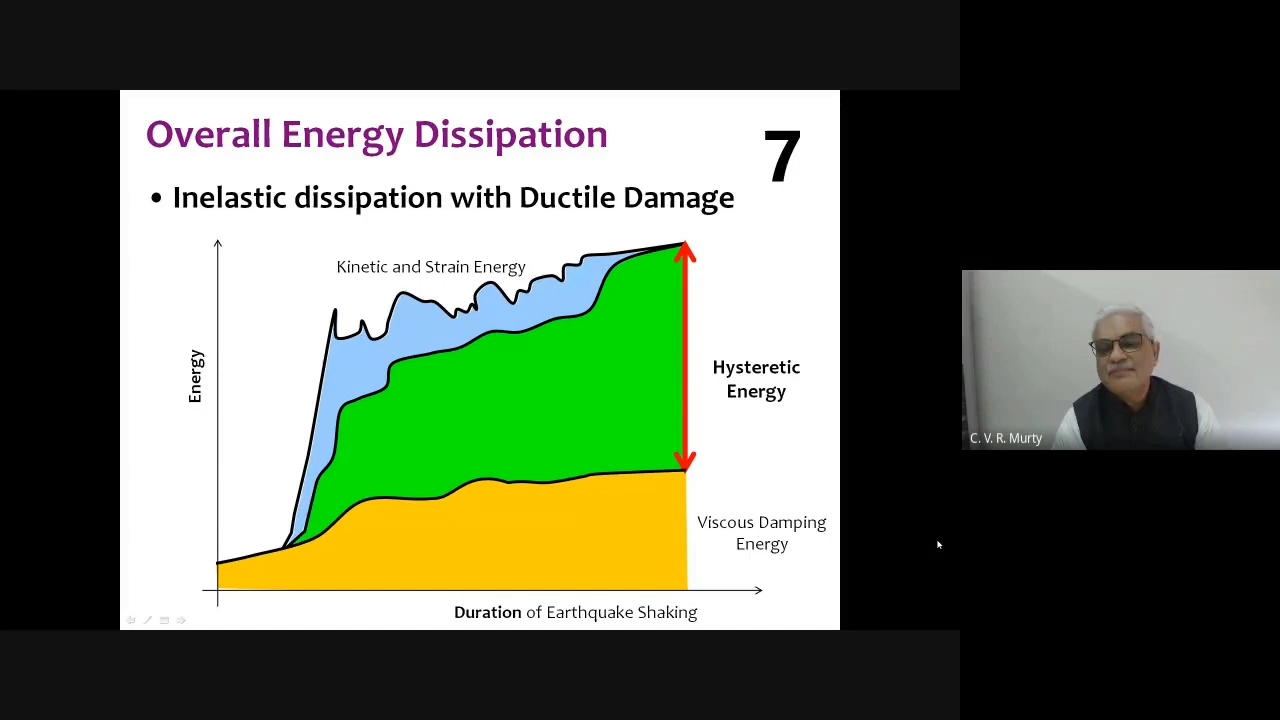 Overall Energy Dissipation
7
• Inelastic dissipation with Ductile Damage
Kinetic and Strain Energy
Energy
Hysteretic
Energy
Viscous Damping
Energy
Duration of Earthquake Shaking
C. V. R. Murty